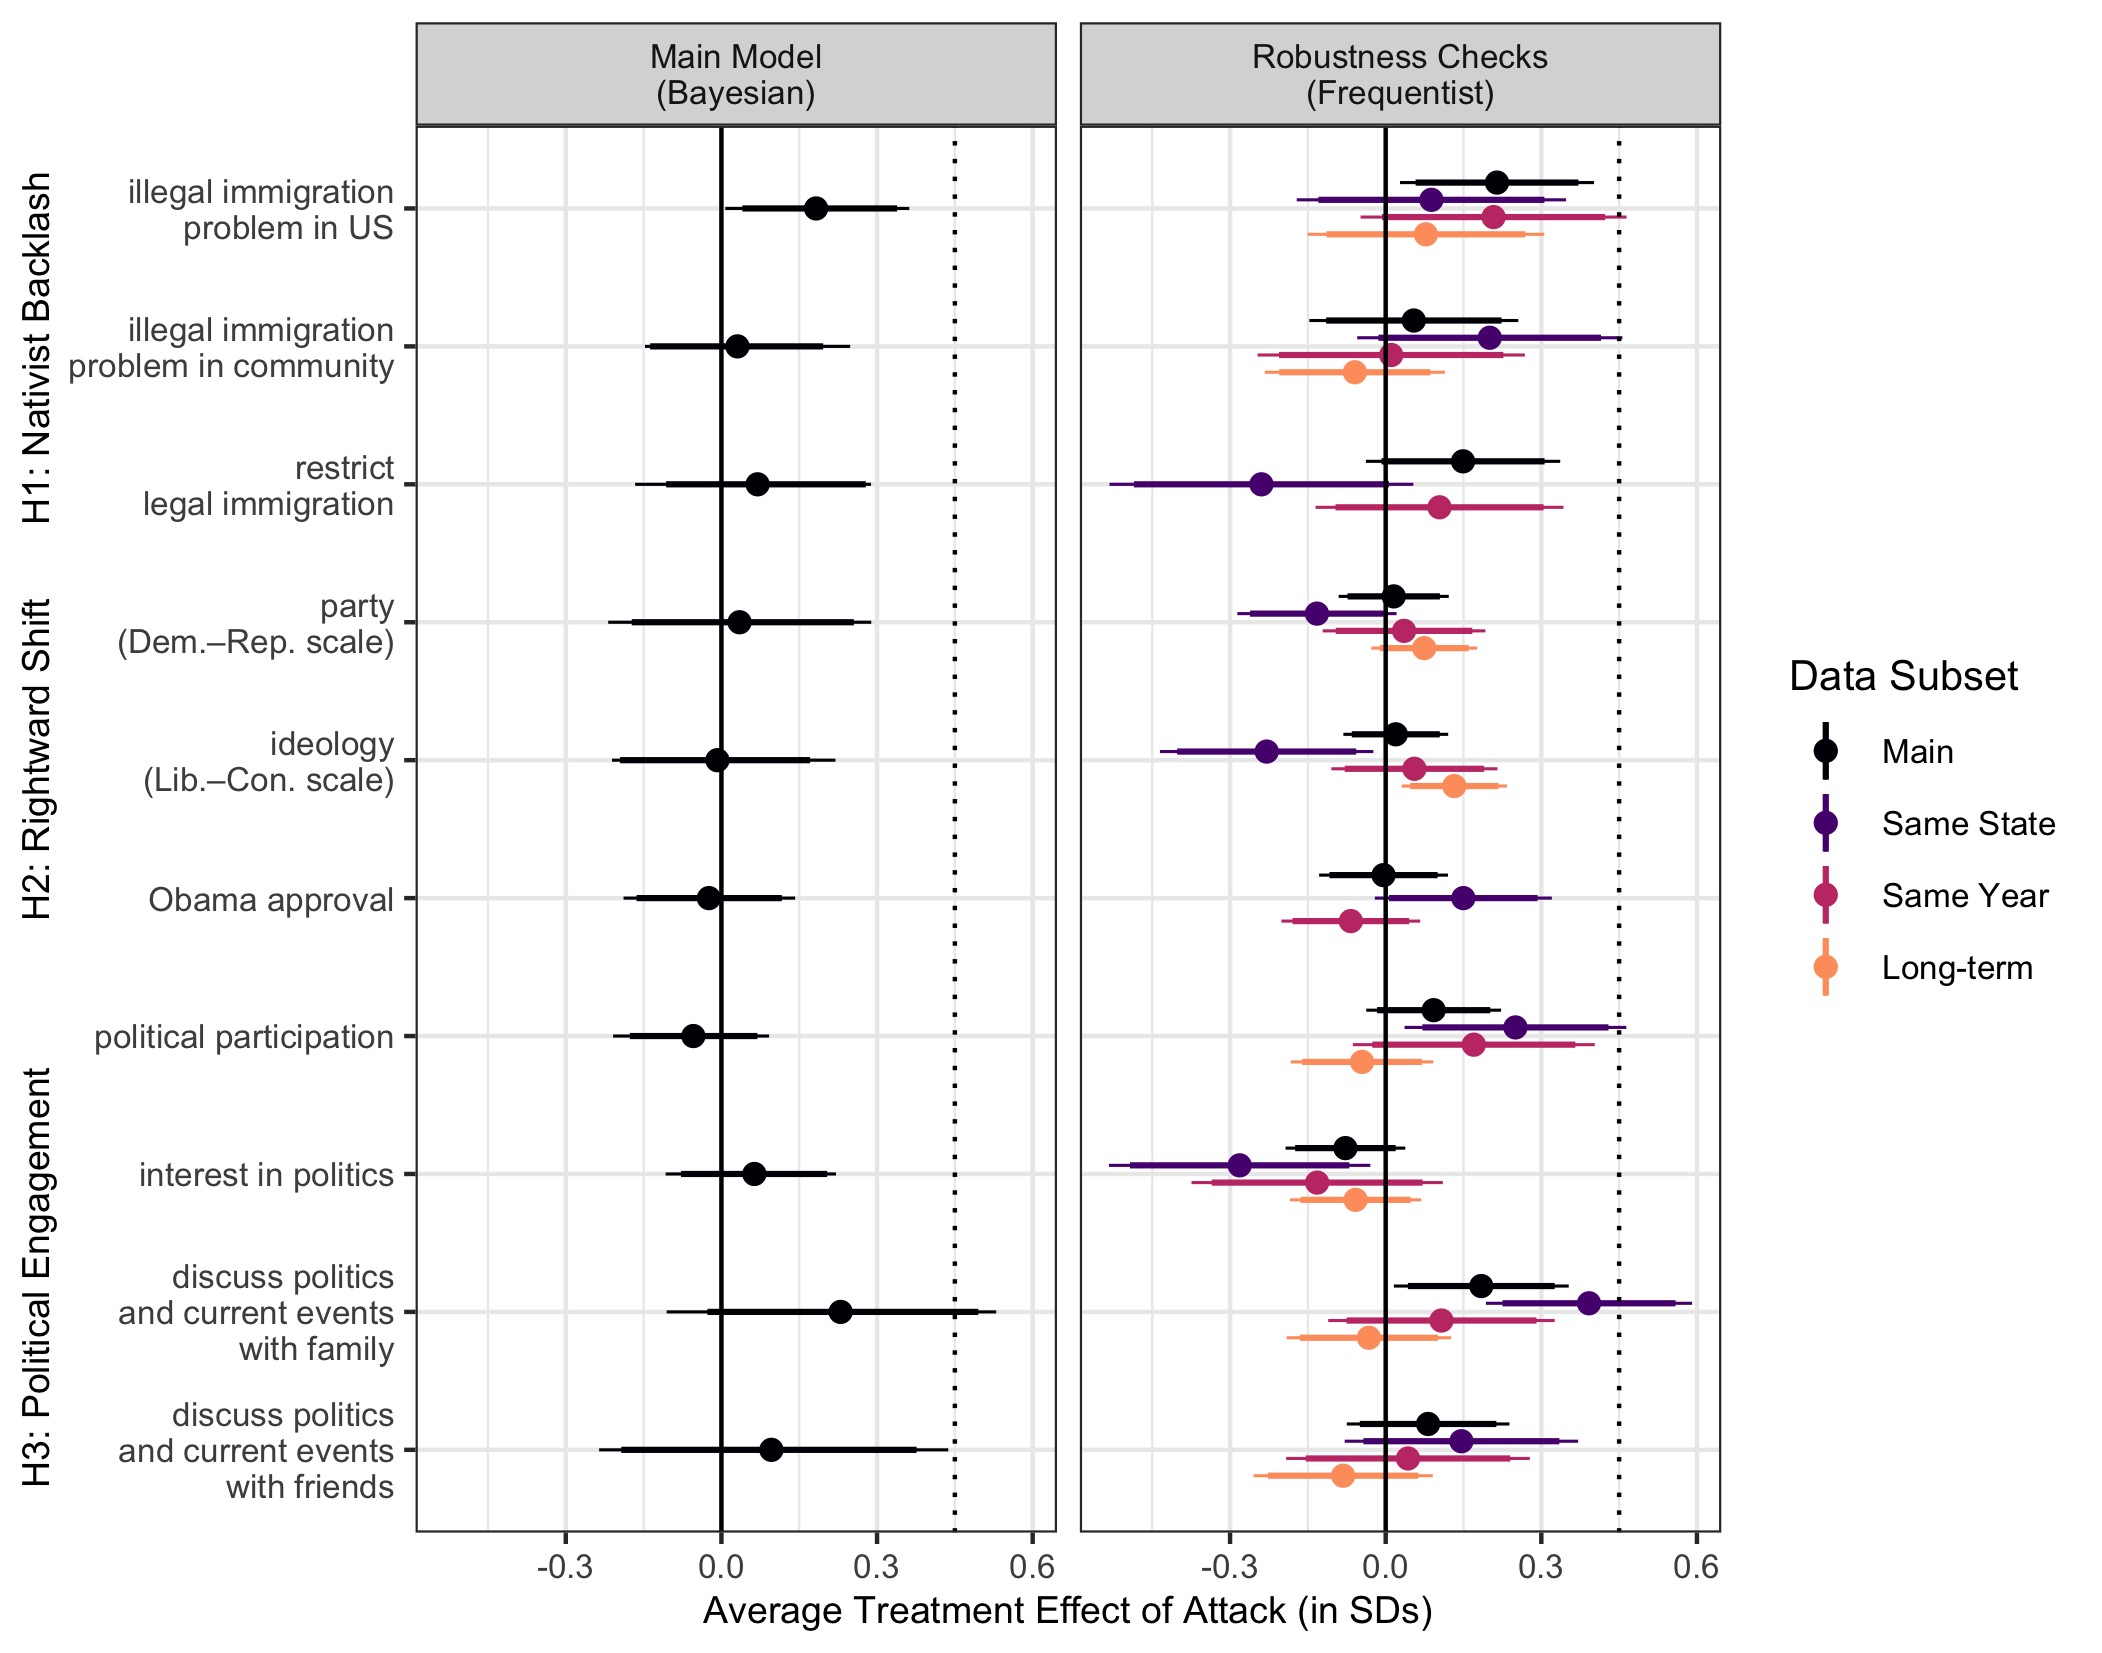 Main Model
(Bayesian)
Robustness Checks
(Frequentist)
H1: Nativist Backlash
illegal immigration
problem in US
illegal immigration
problem in community
restrict
legal immigration
H2: Rightward Shift
party
(Dem.–Rep. scale)
ideology
(Lib.–Con. scale)
Obama approval
H3: Political Engagement
political participation
interest in politics
discuss politics
and current events
with family
discuss politics
and current events
with friends
-0.3 0.0 0.3 0.6
-0.3 0.0 0.3 0.6
Average Treatment Effect of Attack (in SDs)
Data Subset
Main
Same State
Same Year
Long-term